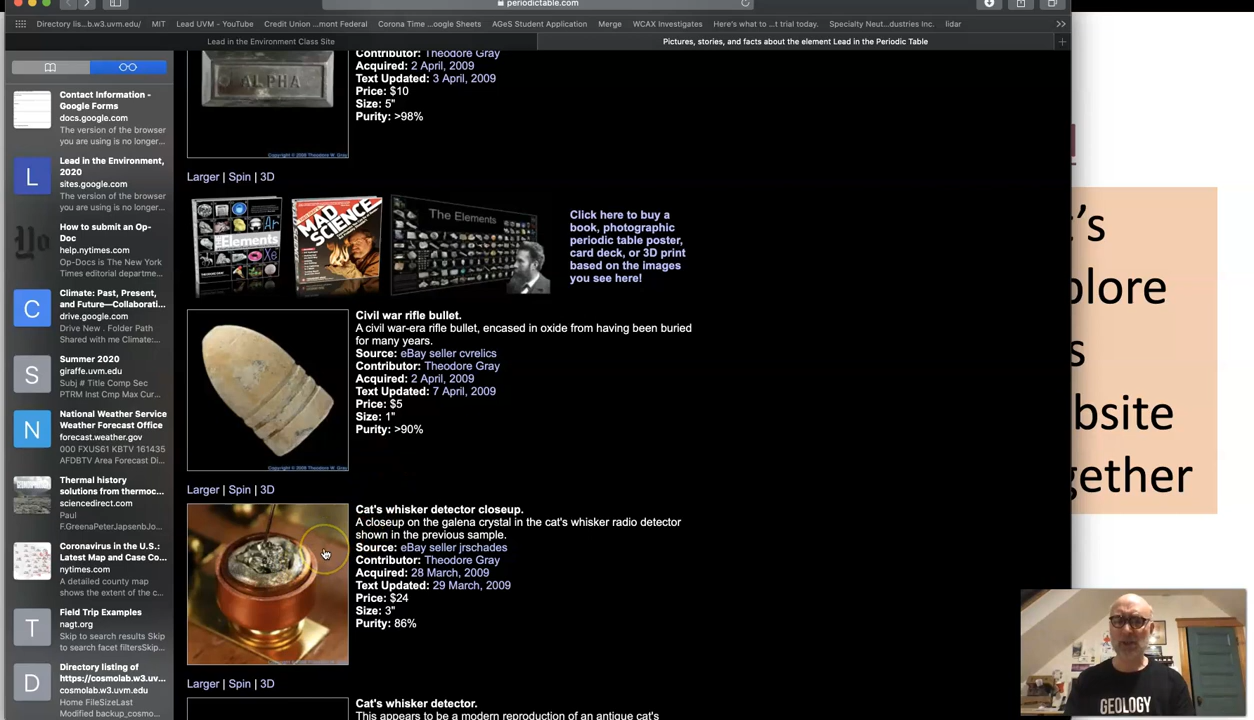 periodictable.com
Directory lis...b.w3.uvm.edu/
MIT
Lead UVM - YouTube
Credit Union ...mont Federal
Corona Time ...oogle Sheets
AGeS Student Application
Merge
WCAX Investigates
Here's what to ...t trial today.
Specialty Neut...dustries Inc.
lidar
Lead in the Environment Class Site
Pictures, stories, and facts about the element Lead in the Periodic Table
Contact Information -
Google Forms
docs.google.com
The version of the browser
you are using is no longer...
L
Lead in the Environment,
2020
sites.google.com
The version of the browser
you are using is no longer...
How to submit an Op-
Doc
help.nytimes.com
Op-Docs is The New York
Times editorial departme...
C
Climate: Past, Present,
and Future—Collaborati...
drive.google.com
Drive New . Folder Path
Shared with me Climate:...
S
Summer 2020
giraffe.uvm.edu
Subj # Title Comp Sec
PTRM Inst Cmp Max Cur...
N
National Weather Service
Weather Forecast Office
forecast.weather.gov
000 FXUS61 KBTV 161435
AFDBTV Area Forecast Di...
Thermal history
solutions from thermoc...
sciencedirect.com
Paul
F.GreenaPeterJapsenbJo...
Coronavirus in the U.S.:
Latest Map and Case Co...
nytimes.com
A detailed county map
shows the extent of the c...
T
Field Trip Examples
nagt.org
Skip to search results Skip
to search facet filtersSkip...
D
Directory listing of
https://cosmolab.w3.uv...
cosmolab.w3.uvm.edu
Home FileSizeLast
Modified backup_cosmo...
ALPHA
Contributor: Theodore Gray
Acquired: 2 April, 2009
Text Updated: 3 April, 2009
Price: $10
Size: 5"
Purity: >98%
Larger | Spin | 3D
The Elements
MAD SCIENCE
The Elements
Click here to buy a
book, photographic
periodic table poster,
card deck, or 3D print
based on the images
you see here!
Civil war rifle bullet.
A civil war-era rifle bullet, encased in oxide from having been buried
for many years.
Source: eBay seller cvrelics
Contributor: Theodore Gray
Acquired: 2 April, 2009
Text Updated: 7 April, 2009
Price: $5
Size: 1"
Purity: >90%
Larger | Spin | 3D
Cat's whisker detector closeup.
A closeup on the galena crystal in the cat's whisker radio detector
shown in the previous sample.
Source: eBay seller jrschades
Contributor: Theodore Gray
Acquired: 28 March, 2009
Text Updated: 29 March, 2009
Price: $24
Size: 3"
Purity: 86%
Larger | Spin | 3D
Cat's whisker detector.
This appears to be a modern reproduction of an antique cat's
t's
plore
s
bsite
gether
GEOLOGY